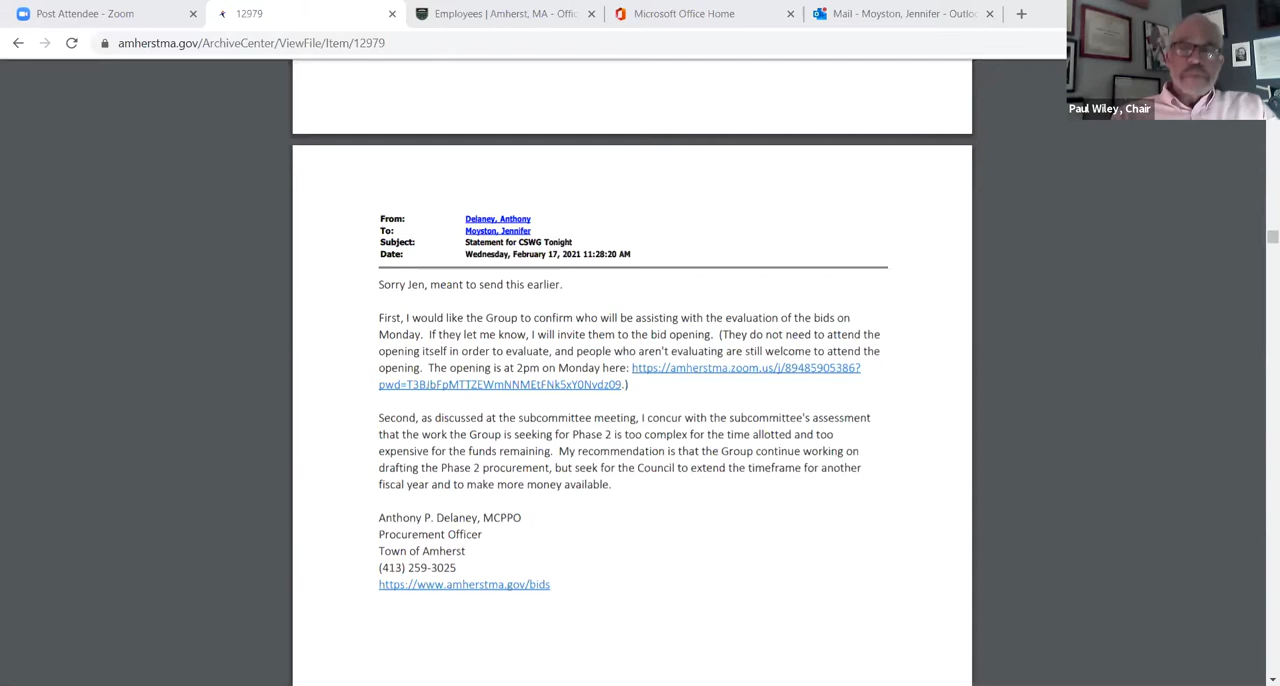 Post Attendee - Zoom
12979
Employees | Amherst, MA - Offic
Microsoft Office Home
Mail - Moyston, Jennifer - Outloo
amherstma.gov/ArchiveCenter/ViewFile/Item/12979
Paul Wiley, Chair
From: Delaney, Anthony
To: Moyston, Jennifer
Subject: Statement for CSWG Tonight
Date: Wednesday, February 17, 2021 11:28:20 AM
Sorry Jen, meant to send this earlier.
First, I would like the Group to confirm who will be assisting with the evaluation of the bids on
Monday.  If they let me know, I will invite them to the bid opening.  (They do not need to attend the
opening itself in order to evaluate, and people who aren't evaluating are still welcome to attend the
opening.  The opening is at 2pm on Monday here: https://amherstma.zoom.us/j/89485905386?
pwd=T3BJbFpMTTZEWmNNMEtFNk5xY0Nvdz09.)
Second, as discussed at the subcommittee meeting, I concur with the subcommittee's assessment
that the work the Group is seeking for Phase 2 is too complex for the time allotted and too
expensive for the funds remaining.  My recommendation is that the Group continue working on
drafting the Phase 2 procurement, but seek for the Council to extend the timeframe for another
fiscal year and to make more money available.
Anthony P. Delaney, MCPPO
Procurement Officer
Town of Amherst
(413) 259-3025
https://www.amherstma.gov/bids